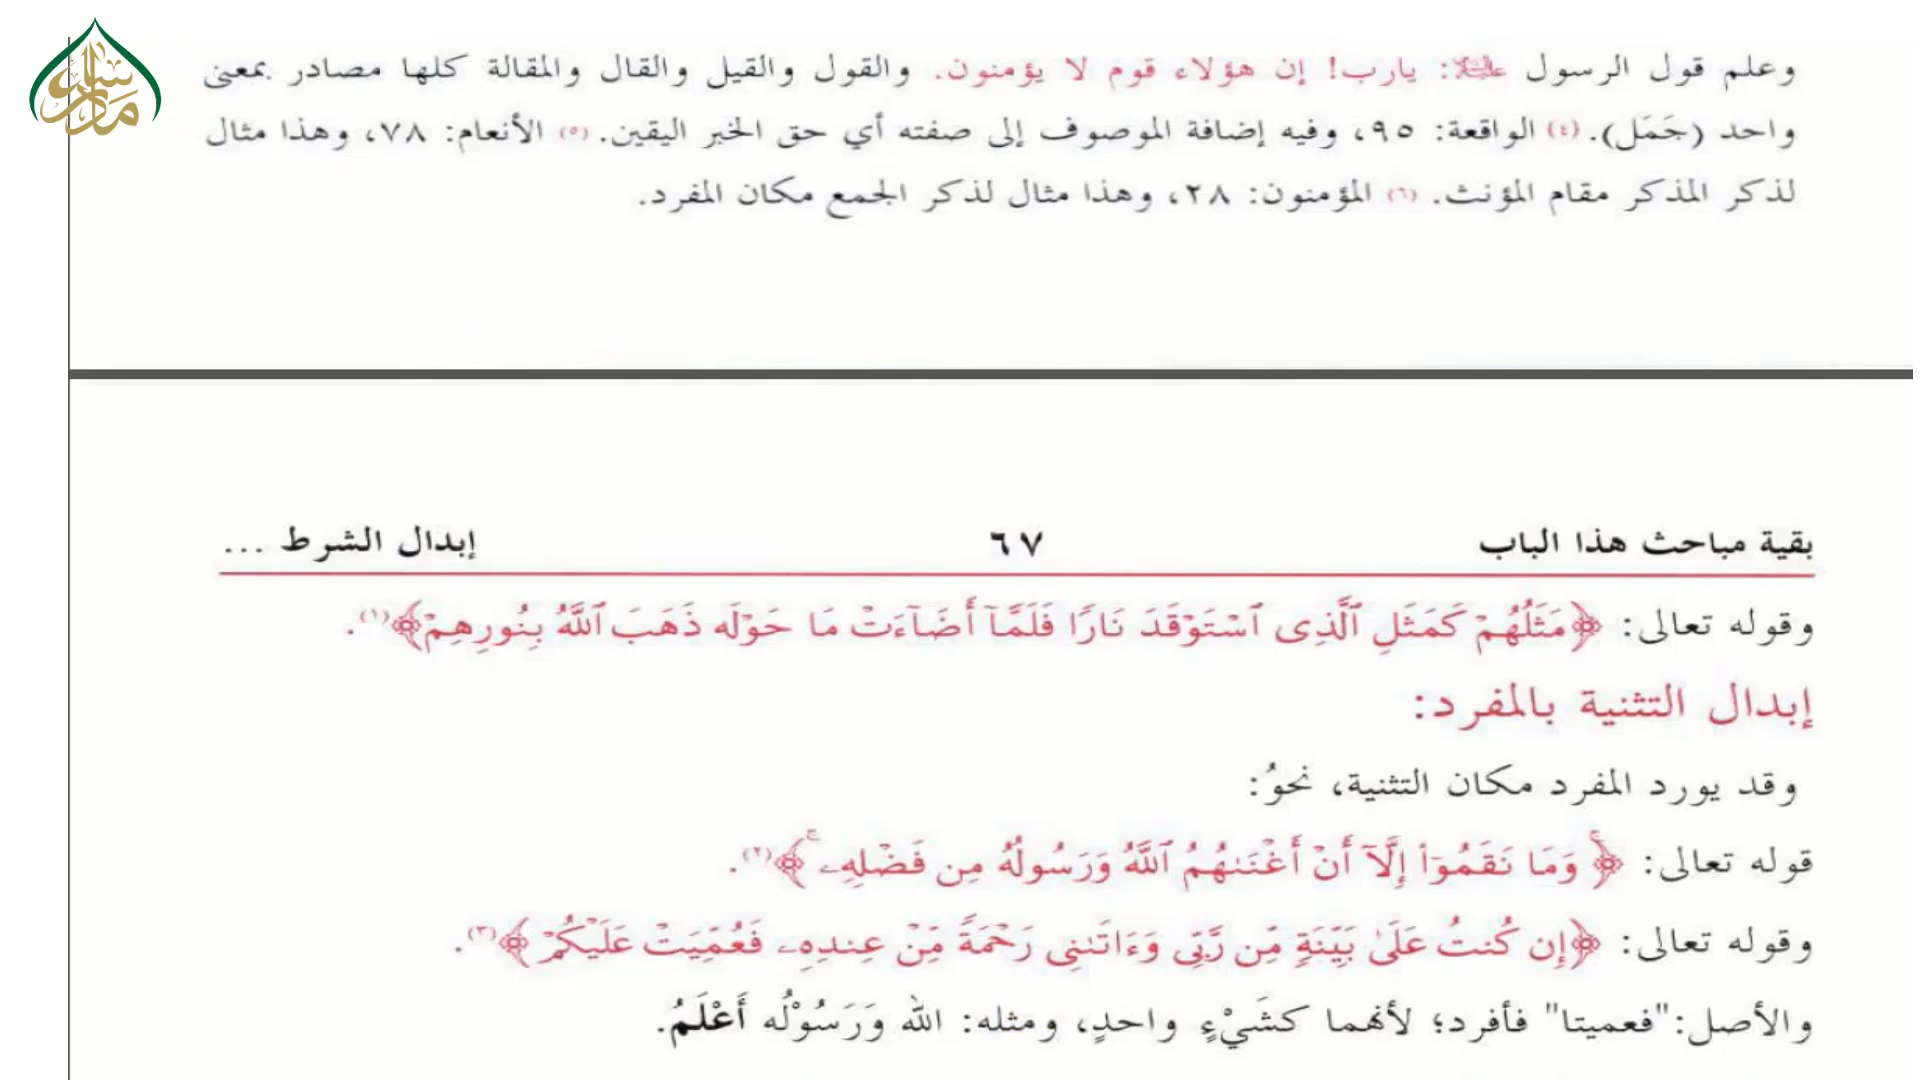 مدارس
وعلم قول الرسول عليه السلام: يارب! إن هؤلاء قوم لا يؤمنون. والقول والقيل والقال والمقالة كلها مصادر بمعنى
واحد (جَمَل). (٤) الواقعة: ٩٥، وفيه إضافة الموصوف إلى صفته أي حق الخبر اليقين. (٥) الأنعام: ٧٨، وهذا مثال
لذكر المذكر مقام المؤنث. (٦) المؤمنون: ٢٨، وهذا مثال لذكر الجمع مكان المفرد.
بقية مباحث هذا الباب ٦٧ إبدال الشرط ...
وقوله تعالى: ﴿مَثَلُهُمْ كَمَثَلِ ٱلَّذِى ٱسْتَوْقَدَ نَارًا فَلَمَّآ أَضَآءَتْ مَا حَوْلَه ذَهَبَ ٱللَّهُ بِنُورِهِمْ﴾(١).
إبدال التثنية بالمفرد:
وقد يورد المفرد مكان التثنية، نحوُ:
قوله تعالى: ﴿ وَمَا نَقَمُوٓا۟ إِلَّآ أَنْ أَغْنَىٰهُمُ ٱللَّهُ وَرَسُولُهُ مِن فَضْلِهِۦ ۚ﴾(٢).
وقوله تعالى: ﴿إِن كُنتُ عَلَىٰ بَيِّنَةٍ مِّن رَّبِّى وَءَاتَىٰنِى رَحْمَةً مِّنْ عِندِهِۦ فَعُمِّيَتْ عَلَيْكُمْ﴾(٣).
والأصل:"فعميتا" فأفرد؛ لأنهما كشَيْءٍ واحدٍ، ومثله: الله وَرَسُوْلُه أَعْلَمُ.